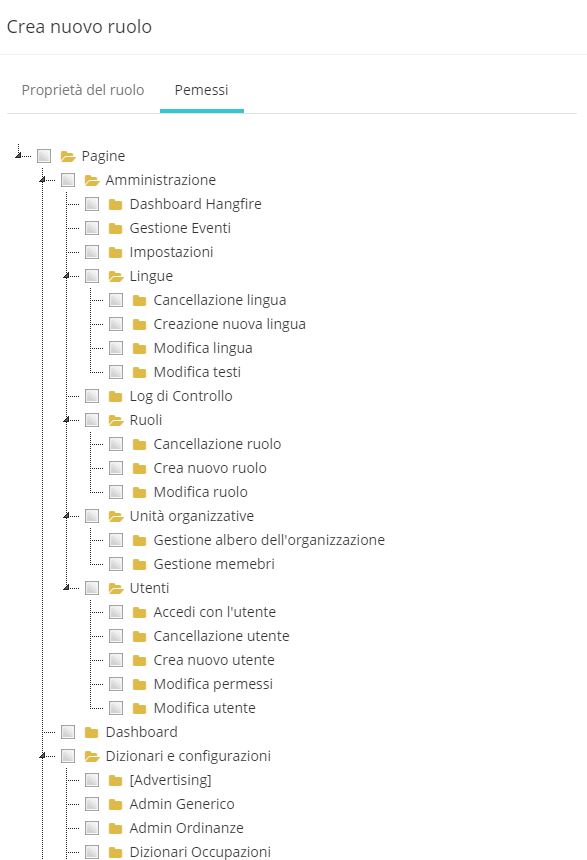 Crea nuovo ruolo
Proprietà del ruolo Pemessi
Pagine
Amministrazione
Dashboard Hangfire
Gestione Eventi
Impostazioni
Lingue
Cancellazione lingua
Creazione nuova lingua
Modifica lingua
Modifica testi
Log di Controllo
Ruoli
Cancellazione ruolo
Crea nuovo ruolo
Modifica ruolo
Unità organizzative
Gestione albero dell'organizzazione
Gestione memebri
Utenti
Accedi con l'utente
Cancellazione utente
Crea nuovo utente
Modifica permessi
Modifica utente
Dashboard
Dizionari e configurazioni
[Advertising]
Admin Generico
Admin Ordinanze
Dizionari Occupazioni